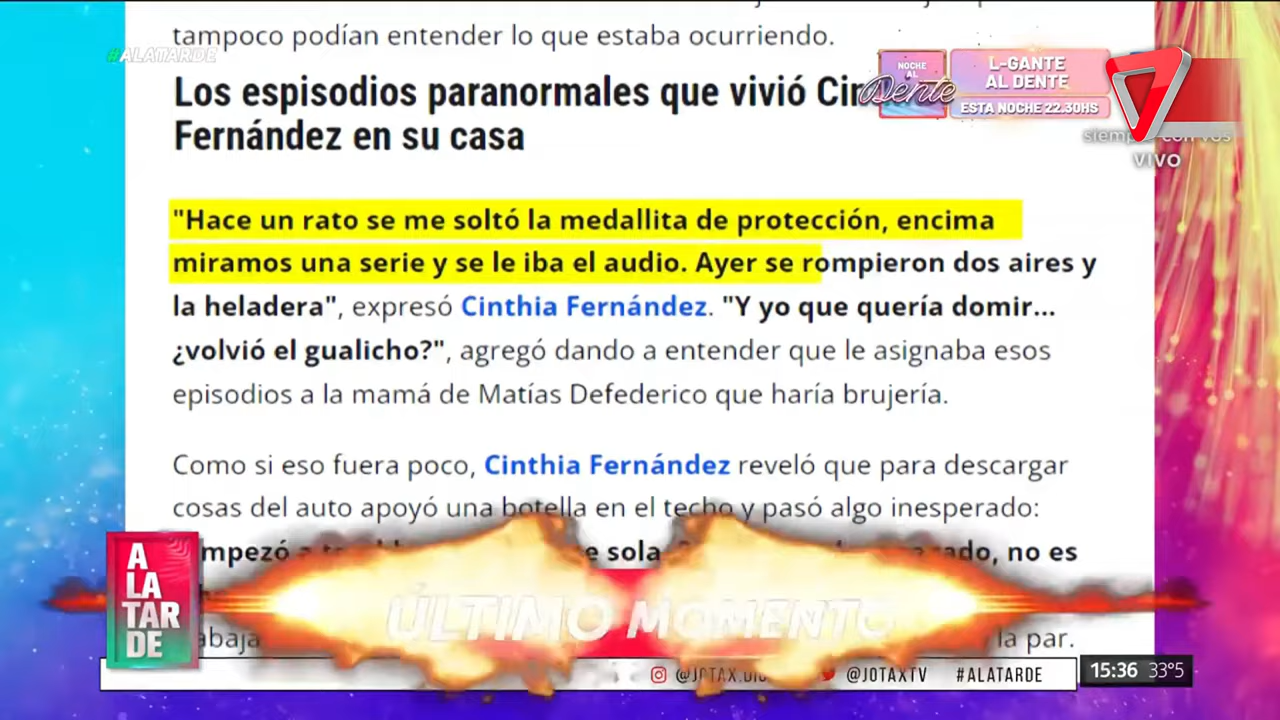 tampoco podían entender lo que estaba ocurriendo.
#ALATARDE
NOCHE
AL
Dente
L-GANTE
AL DENTE
ESTA NOCHE 22.30HS
siempre con vos
VIVO
Los espisodios paranormales que vivió Cin
Fernández en su casa
"Hace un rato se me soltó la medallita de protección, encima
miramos una serie y se le iba el audio. Ayer se rompieron dos aires y
la heladera", expresó Cinthia Fernández. "Y yo que quería domir...
¿volvió el gualicho?", agregó dando a entender que le asignaba esos
episodios a la mamá de Matías Defederico que haría brujería.
Como si eso fuera poco, Cinthia Fernández reveló que para descargar
cosas del auto apoyó una botella en el techo y pasó algo inesperado:
mpezó a e sola ado, no es
A
LA
TAR
DE
ÚLTIMO MOMENTO
abaja la par.
@JOTAX.DIG
@JOTAXTV
#ALATARDE
15:36 33°5